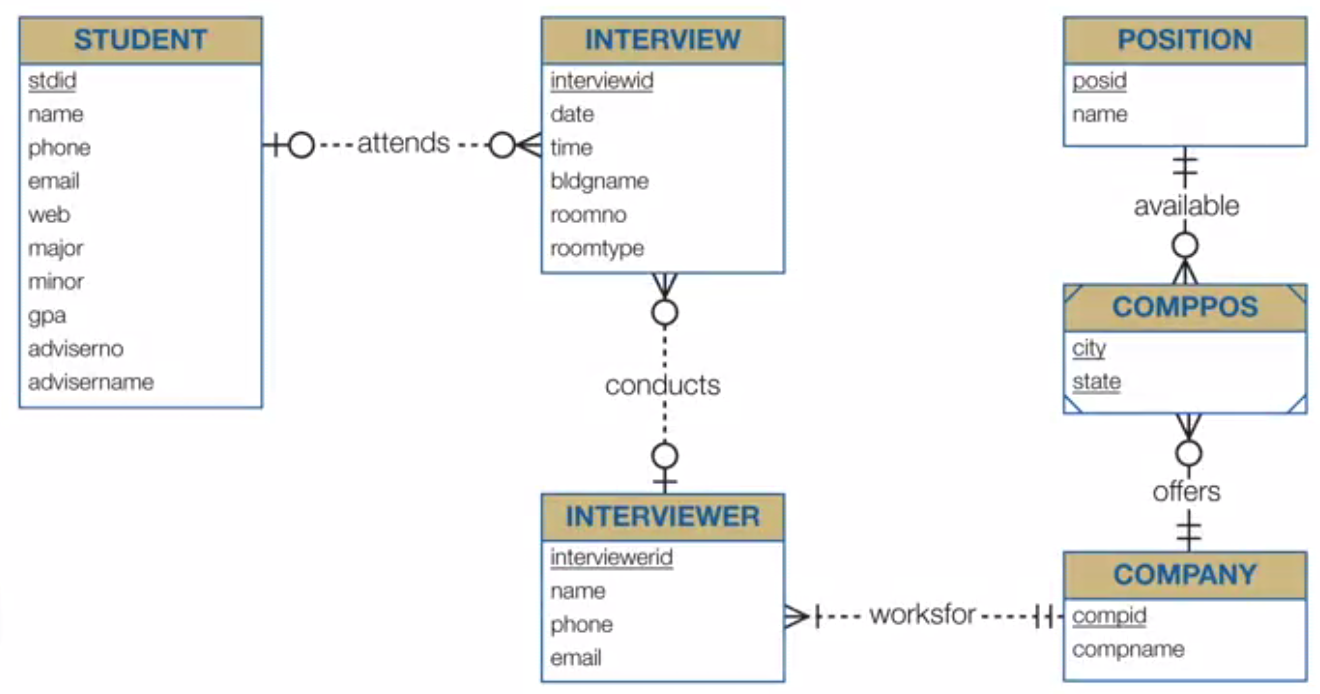 STUDENT
stdid
name
phone
email
web
major
minor
gpa
adviserno
advisername
attends
INTERVIEW
interviewid
date
time
bldgname
roomno
roomtype
conducts
INTERVIEWER
interviewerid
name
phone
email
worksfor
POSITION
posid
name
available
COMPPOS
city
state
offers
COMPANY
compid
compname